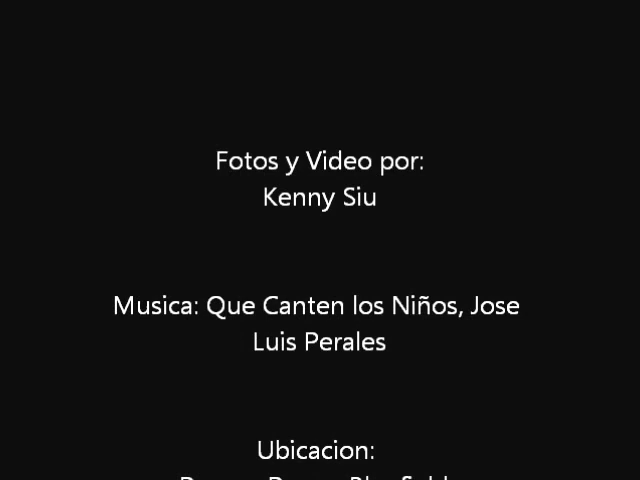 Fotos y Video por:
Kenny Siu
Musica: Que Canten los Niños, Jose
Luis Perales
Ubicacion: